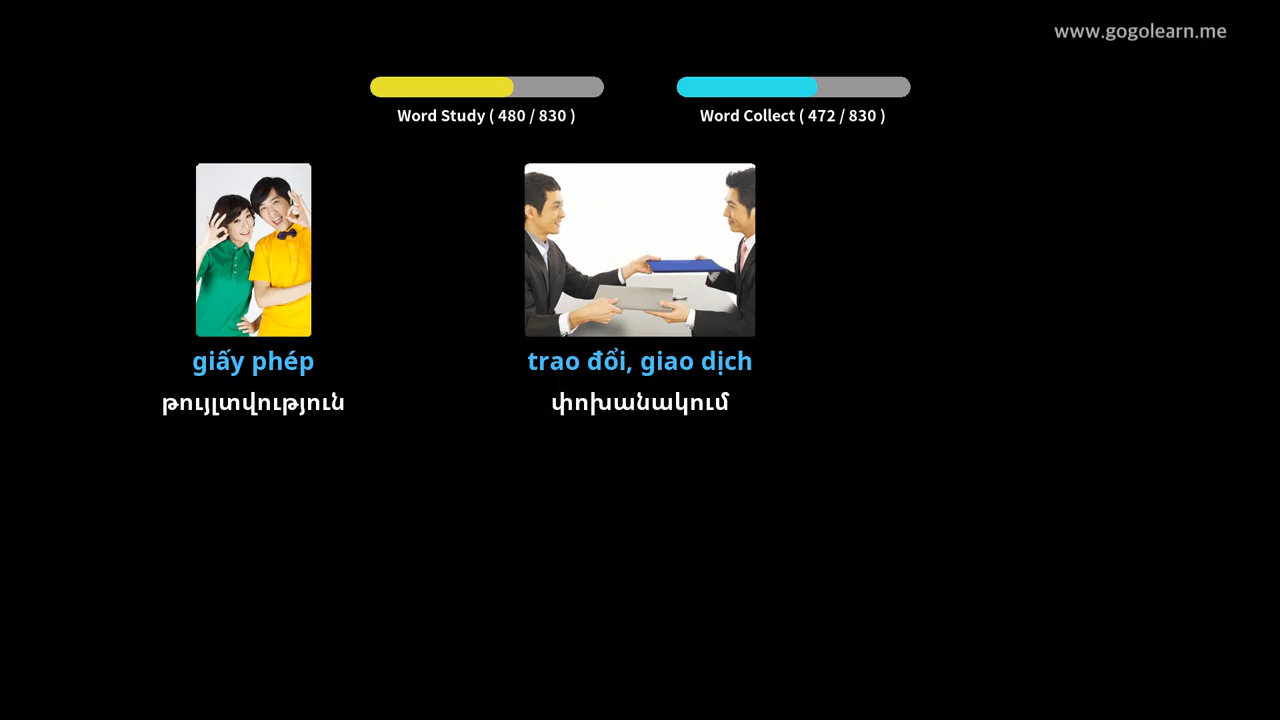 www.gogolearn.me
Word Study ( 480 / 830 )
Word Collect ( 472 / 830 )
giấy phép
թույլտվություն
trao đổi, giao dịch
փոխանակում